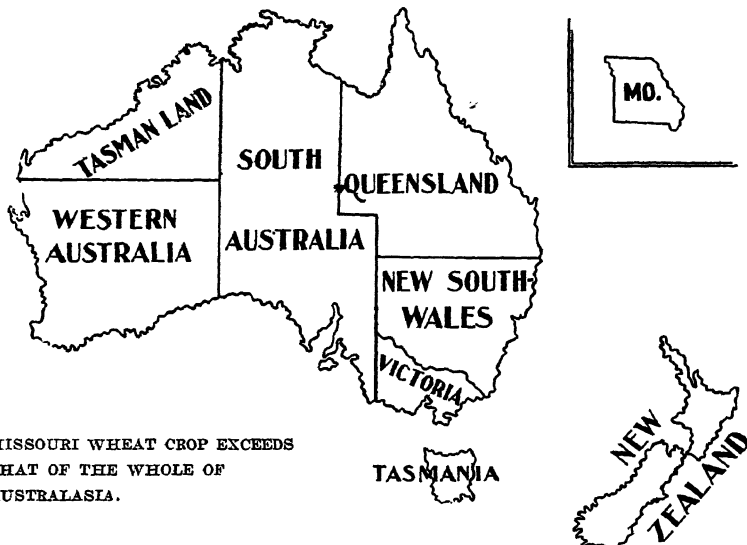 TASMAN LAND
SOUTH
AUSTRALIA
QUEENSLAND
WESTERN
AUSTRALIA
NEW SOUTH-
WALES
VICTORIA
TASMANIA
MO.
NEW
ZEALAND
MISSOURI WHEAT CROP EXCEEDS
HAT OF THE WHOLE OF
USTRALASIA.